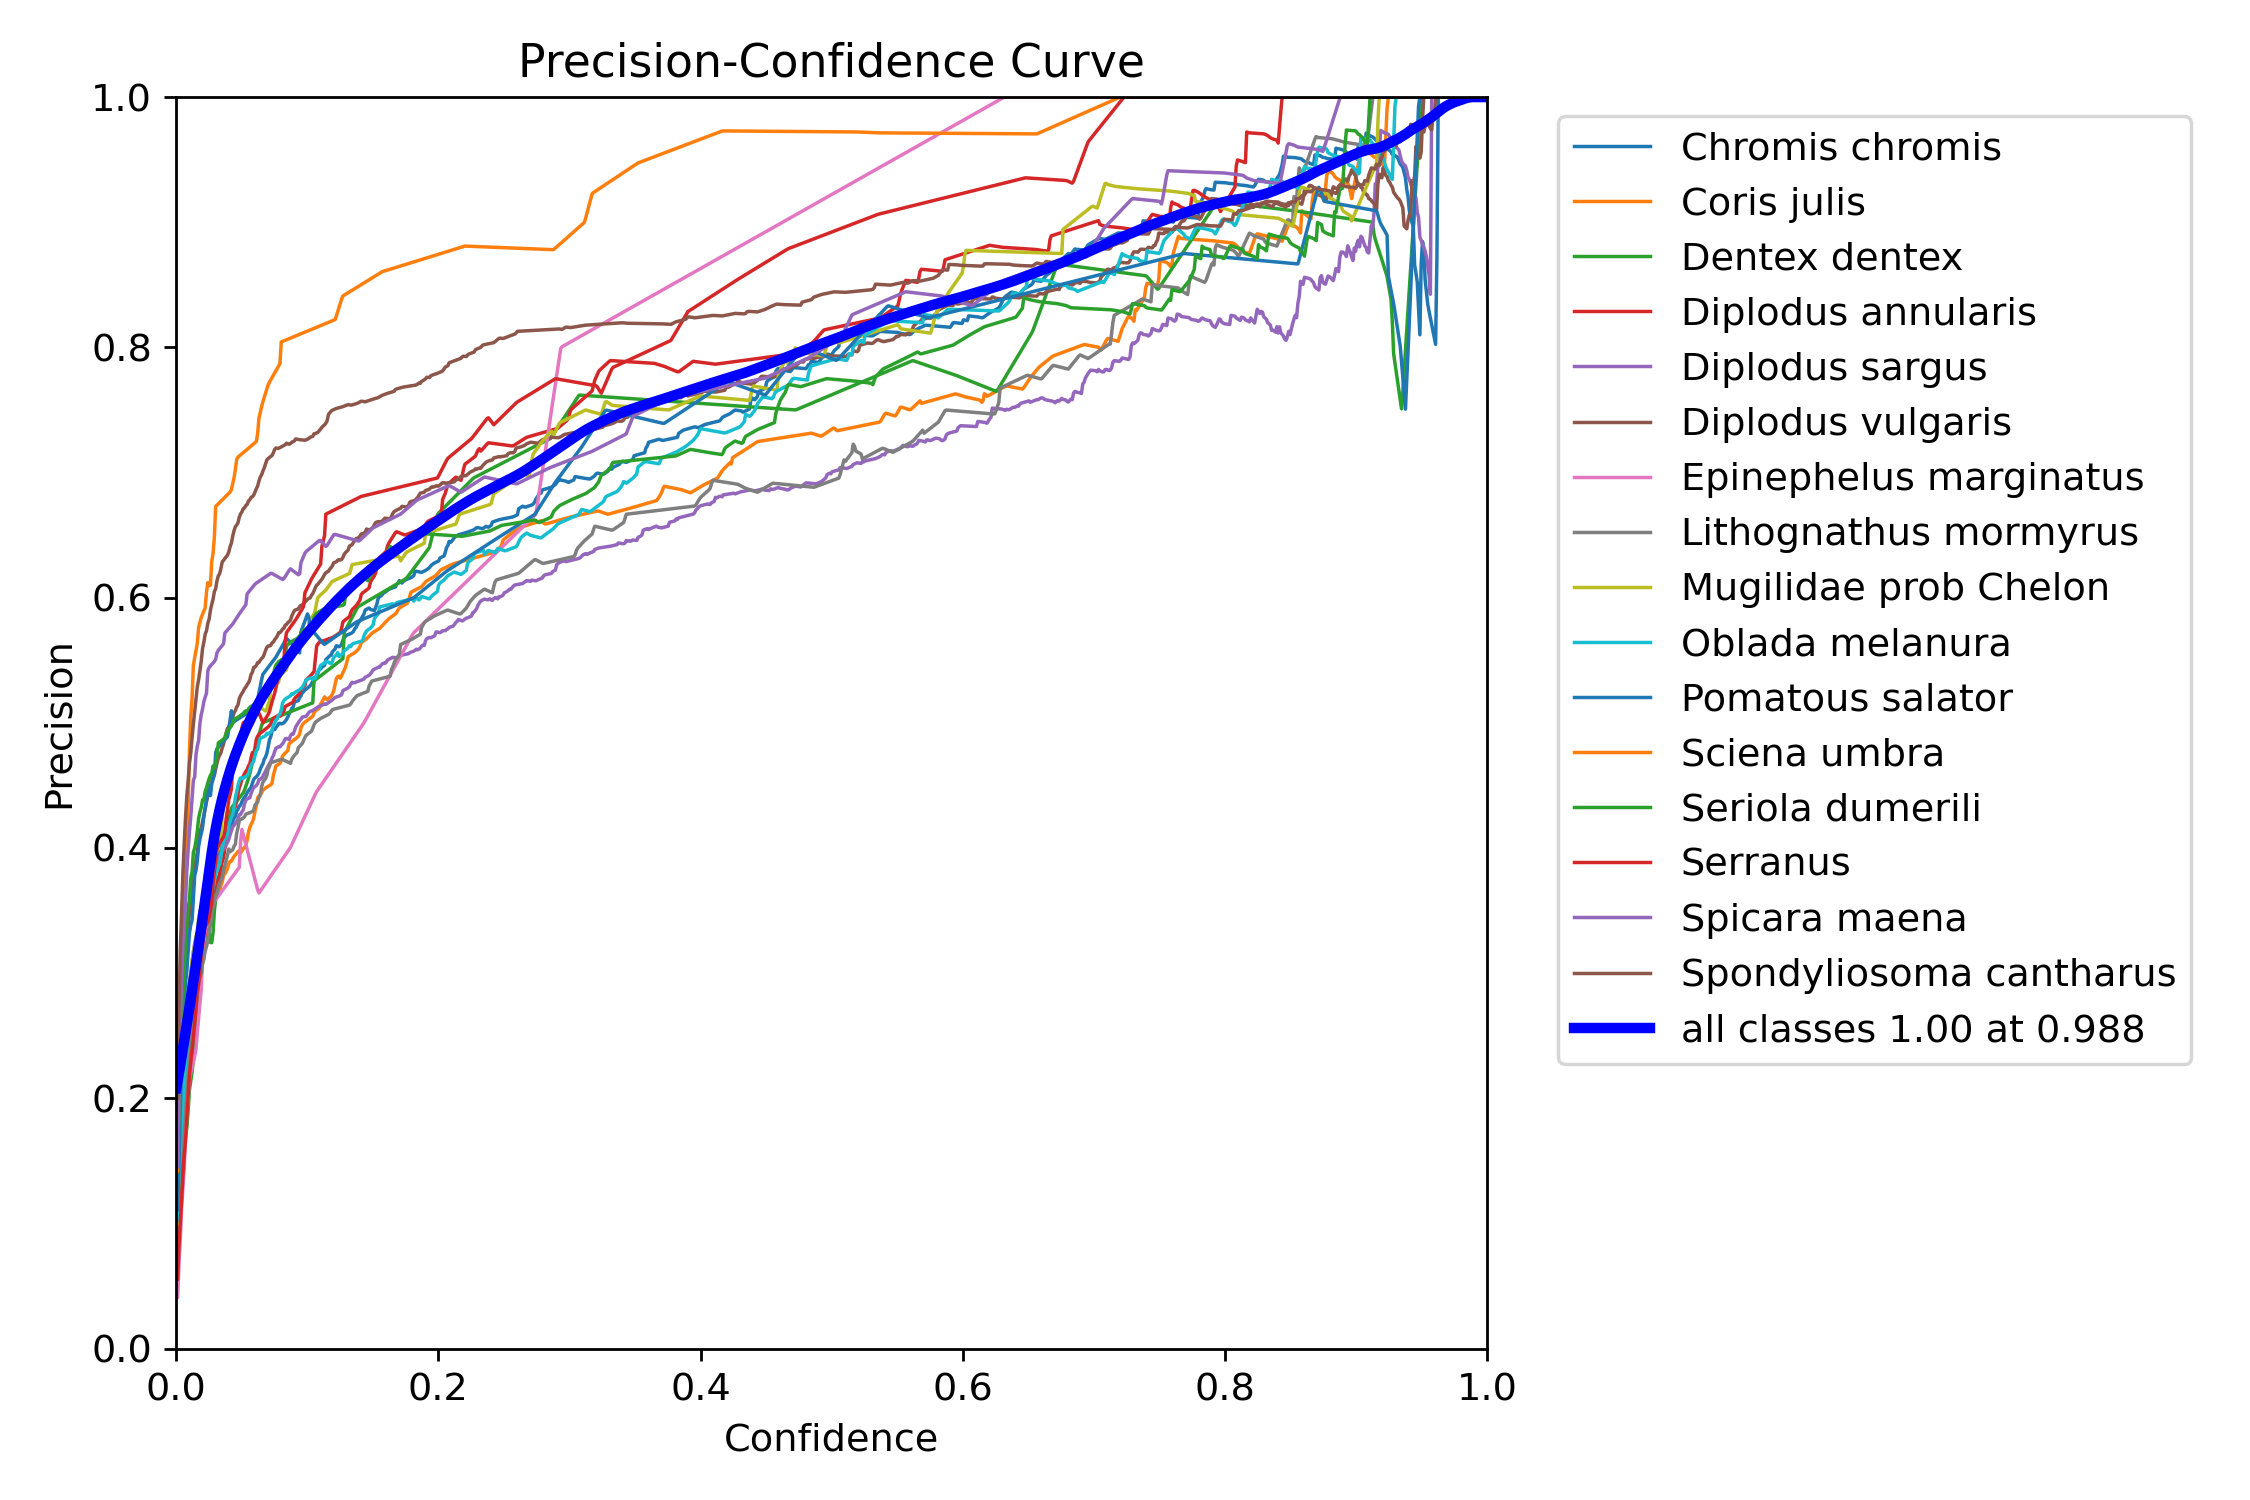 Precision-Confidence Curve
1.0
0.8
0.6
0.4
0.2
0.0
Precision
0.0 0.2 0.4 0.6 0.8 1.0
Confidence
Chromis chromis
Coris julis
Dentex dentex
Diplodus annularis
Diplodus sargus
Diplodus vulgaris
Epinephelus marginatus
Lithognathus mormyrus
Mugilidae prob Chelon
Oblada melanura
Pomatous salator
Sciena umbra
Seriola dumerili
Serranus
Spicara maena
Spondyliosoma cantharus
all classes 1.00 at 0.988